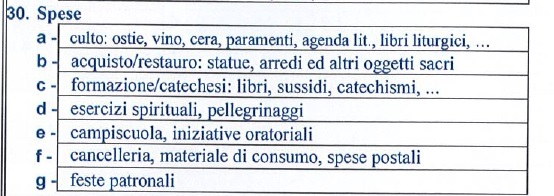 30. Spese
a - culto: ostie, vino, cera, paramenti, agenda lit., libri liturgici, ...
b - acquisto/restauro: statue, arredi ed altri oggetti sacri
c - formazione/catechesi: libri, sussidi, catechismi, ...
d - esercizi spirituali, pellegrinaggi
e - campiscuola, iniziative oratoriali
f - cancelleria, materiale di consumo, spese postali
g - feste patronali